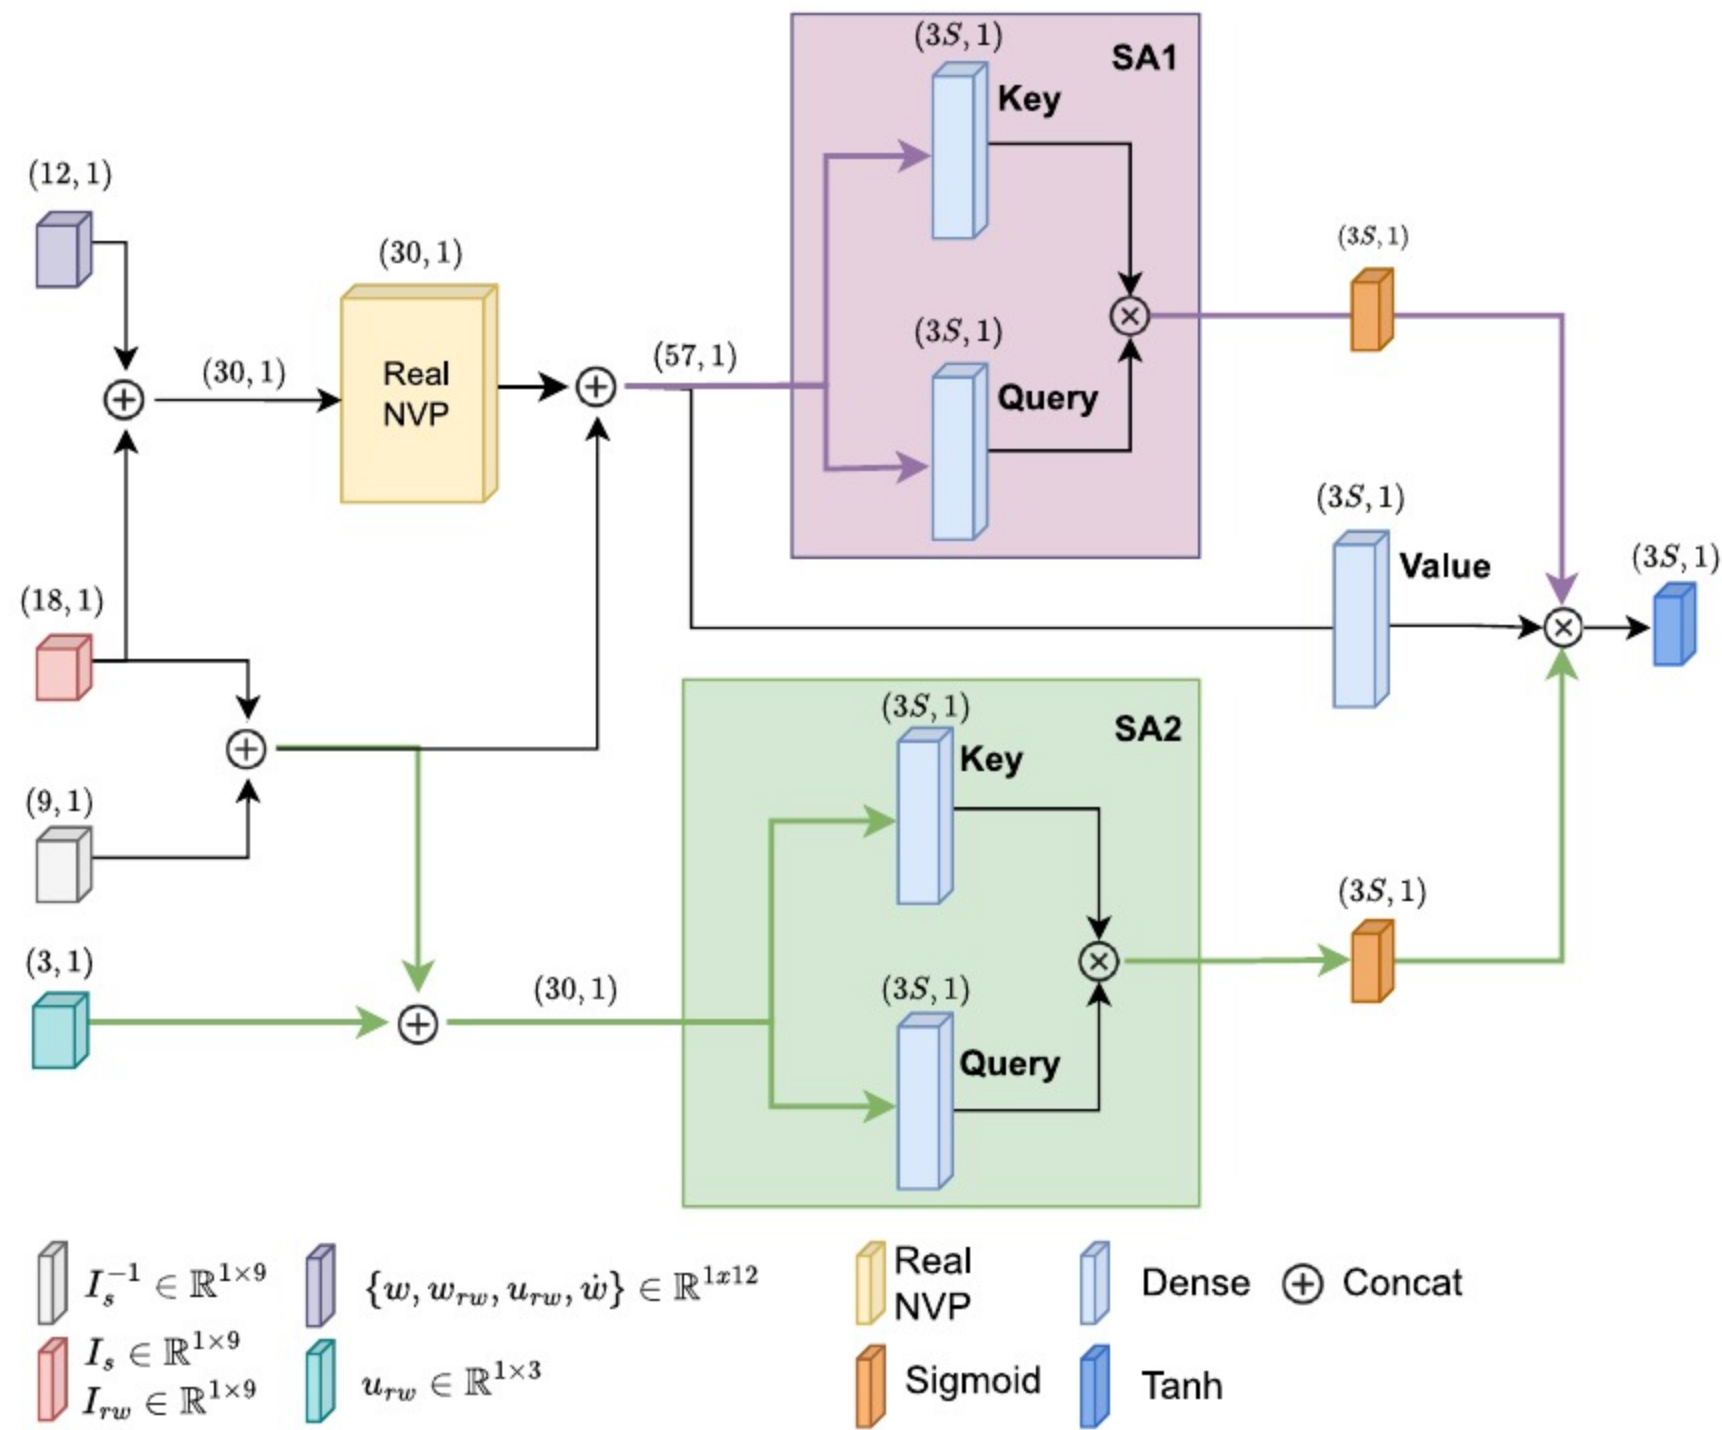 (3S, 1)
SA1
Key
(12, 1)
(3S, 1)
(30, 1)
(3S, 1)
(57, 1)
(30, 1)
Real
NVP
Query
(3S, 1)
Value
(3S, 1)
(18, 1)
(3S, 1)
SA2
Key
(9, 1)
(3S, 1)
(3, 1)
(30, 1)
(3S, 1)
Query
I_s^{-1} ∈ ℝ^{1×9}
{w, w_{rw}, u_{rw}, ẇ} ∈ ℝ^{1x12}
Real
NVP
Dense
Concat
I_s ∈ ℝ^{1×9}
I_{rw} ∈ ℝ^{1×9}
u_{rw} ∈ ℝ^{1×3}
Sigmoid
Tanh